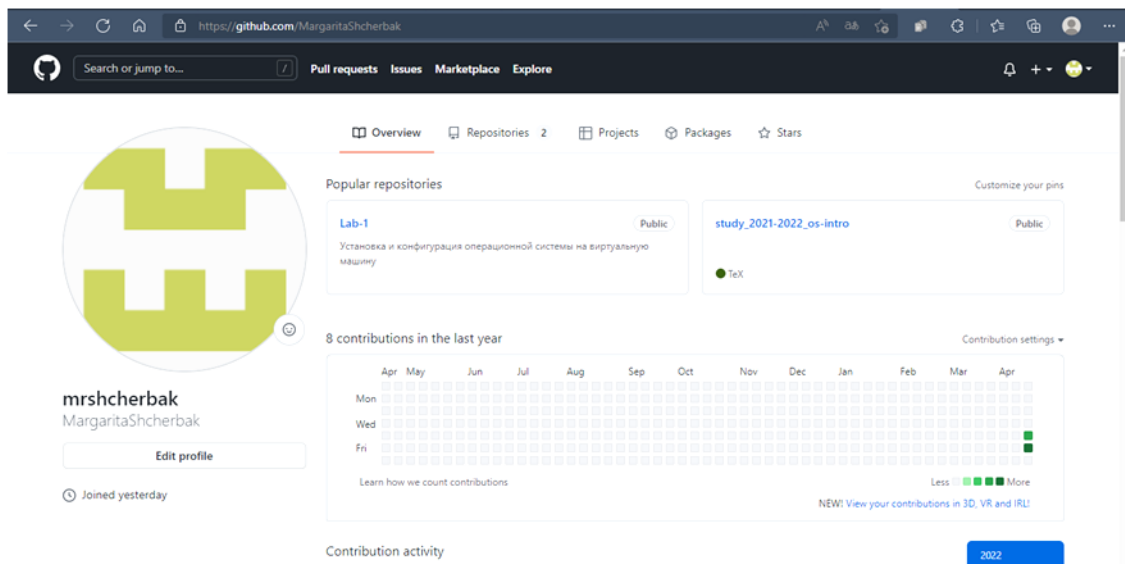 https://github.com/MargaritaShcherbak
Search or jump to... /
Pull requests Issues Marketplace Explore
Overview Repositories 2 Projects Packages Stars
Popular repositories Customize your pins
Lab-1 Public
Установка и конфигурация операционной системы на виртуальную
машину
study_2021-2022_os-intro Public
TeX
8 contributions in the last year Contribution settings
Apr May Jun Jul Aug Sep Oct Nov Dec Jan Feb Mar Apr
Mon
Wed
Fri
Learn how we count contributions Less More
NEW! View your contributions in 3D, VR and IRL!
mrshcherbak
MargaritaShcherbak
Edit profile
Joined yesterday
Contribution activity 2022